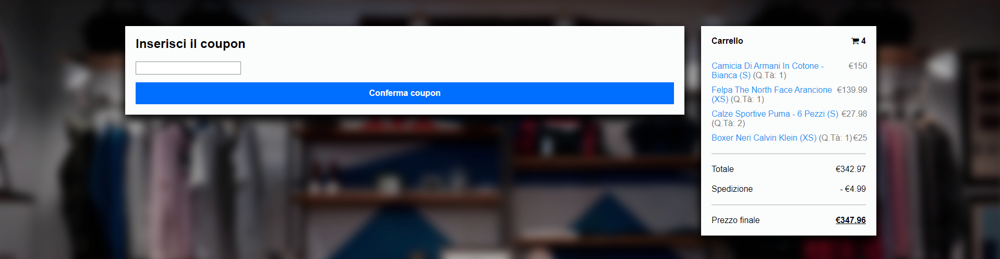 Inserisci il coupon
Conferma coupon
Carrello 4
Camicia Di Armani In Cotone - €150
Bianca (S) (Q.Tà: 1)
Felpa The North Face Arancione €139.99
(XS) (Q.Tà: 1)
Calze Sportive Puma - 6 Pezzi (S) €27.98
(Q.Tà: 2)
Boxer Neri Calvin Klein (XS) (Q.Tà: 1) €25
Totale €342.97
Spedizione - €4.99
Prezzo finale €347.96